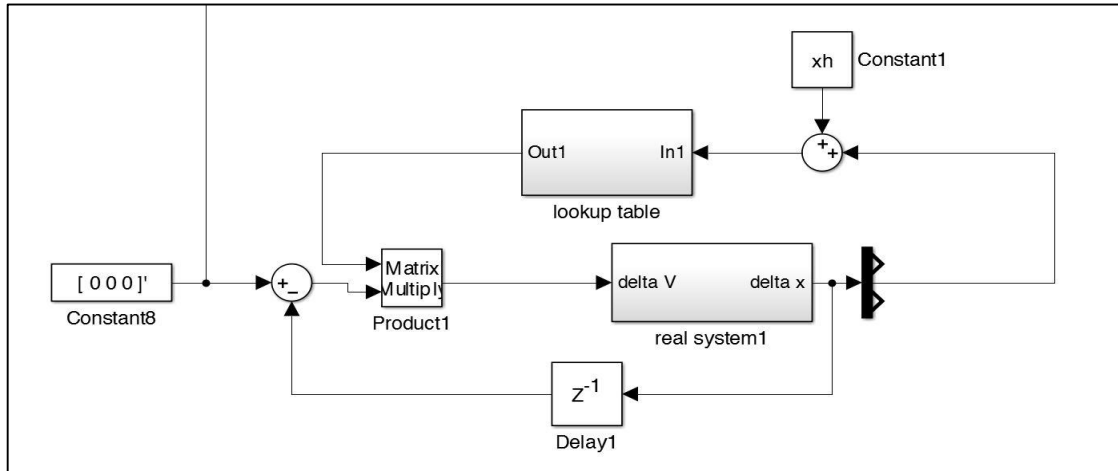 xh
Constant1
Out1
In1
+
+
lookup table
[ 0 0 0 ]'
Constant8
+
−
Matrix
Multiply
Product1
delta V
delta x
real system1
Z-1
Delay1